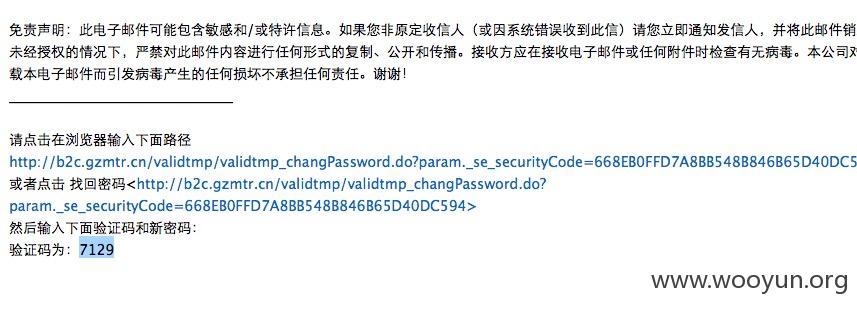 免责声明：此电子邮件可能包含敏感和/或特许信息。如果您非原定收信人（或因系统错误收到此信）请您立即通知发信人，并将此邮件销
未经授权的情况下，严禁对此邮件内容进行任何形式的复制、公开和传播。接收方应在接收电子邮件或任何附件时检查有无病毒。本公司对
载本电子邮件而引发病毒产生的任何损坏不承担任何责任。谢谢！
请点击在浏览器输入下面路径
http://b2c.gzmtr.cn/validtmp/validtmp_changPassword.do?param._se_securityCode=668EB0FFD7A8BB548B846B65D40DC5
或者点击 找回密码<http://b2c.gzmtr.cn/validtmp/validtmp_changPassword.do?
param._se_securityCode=668EB0FFD7A8BB548B846B65D40DC594>
然后输入下面验证码和新密码：
验证码为：7129
www.wooyun.org